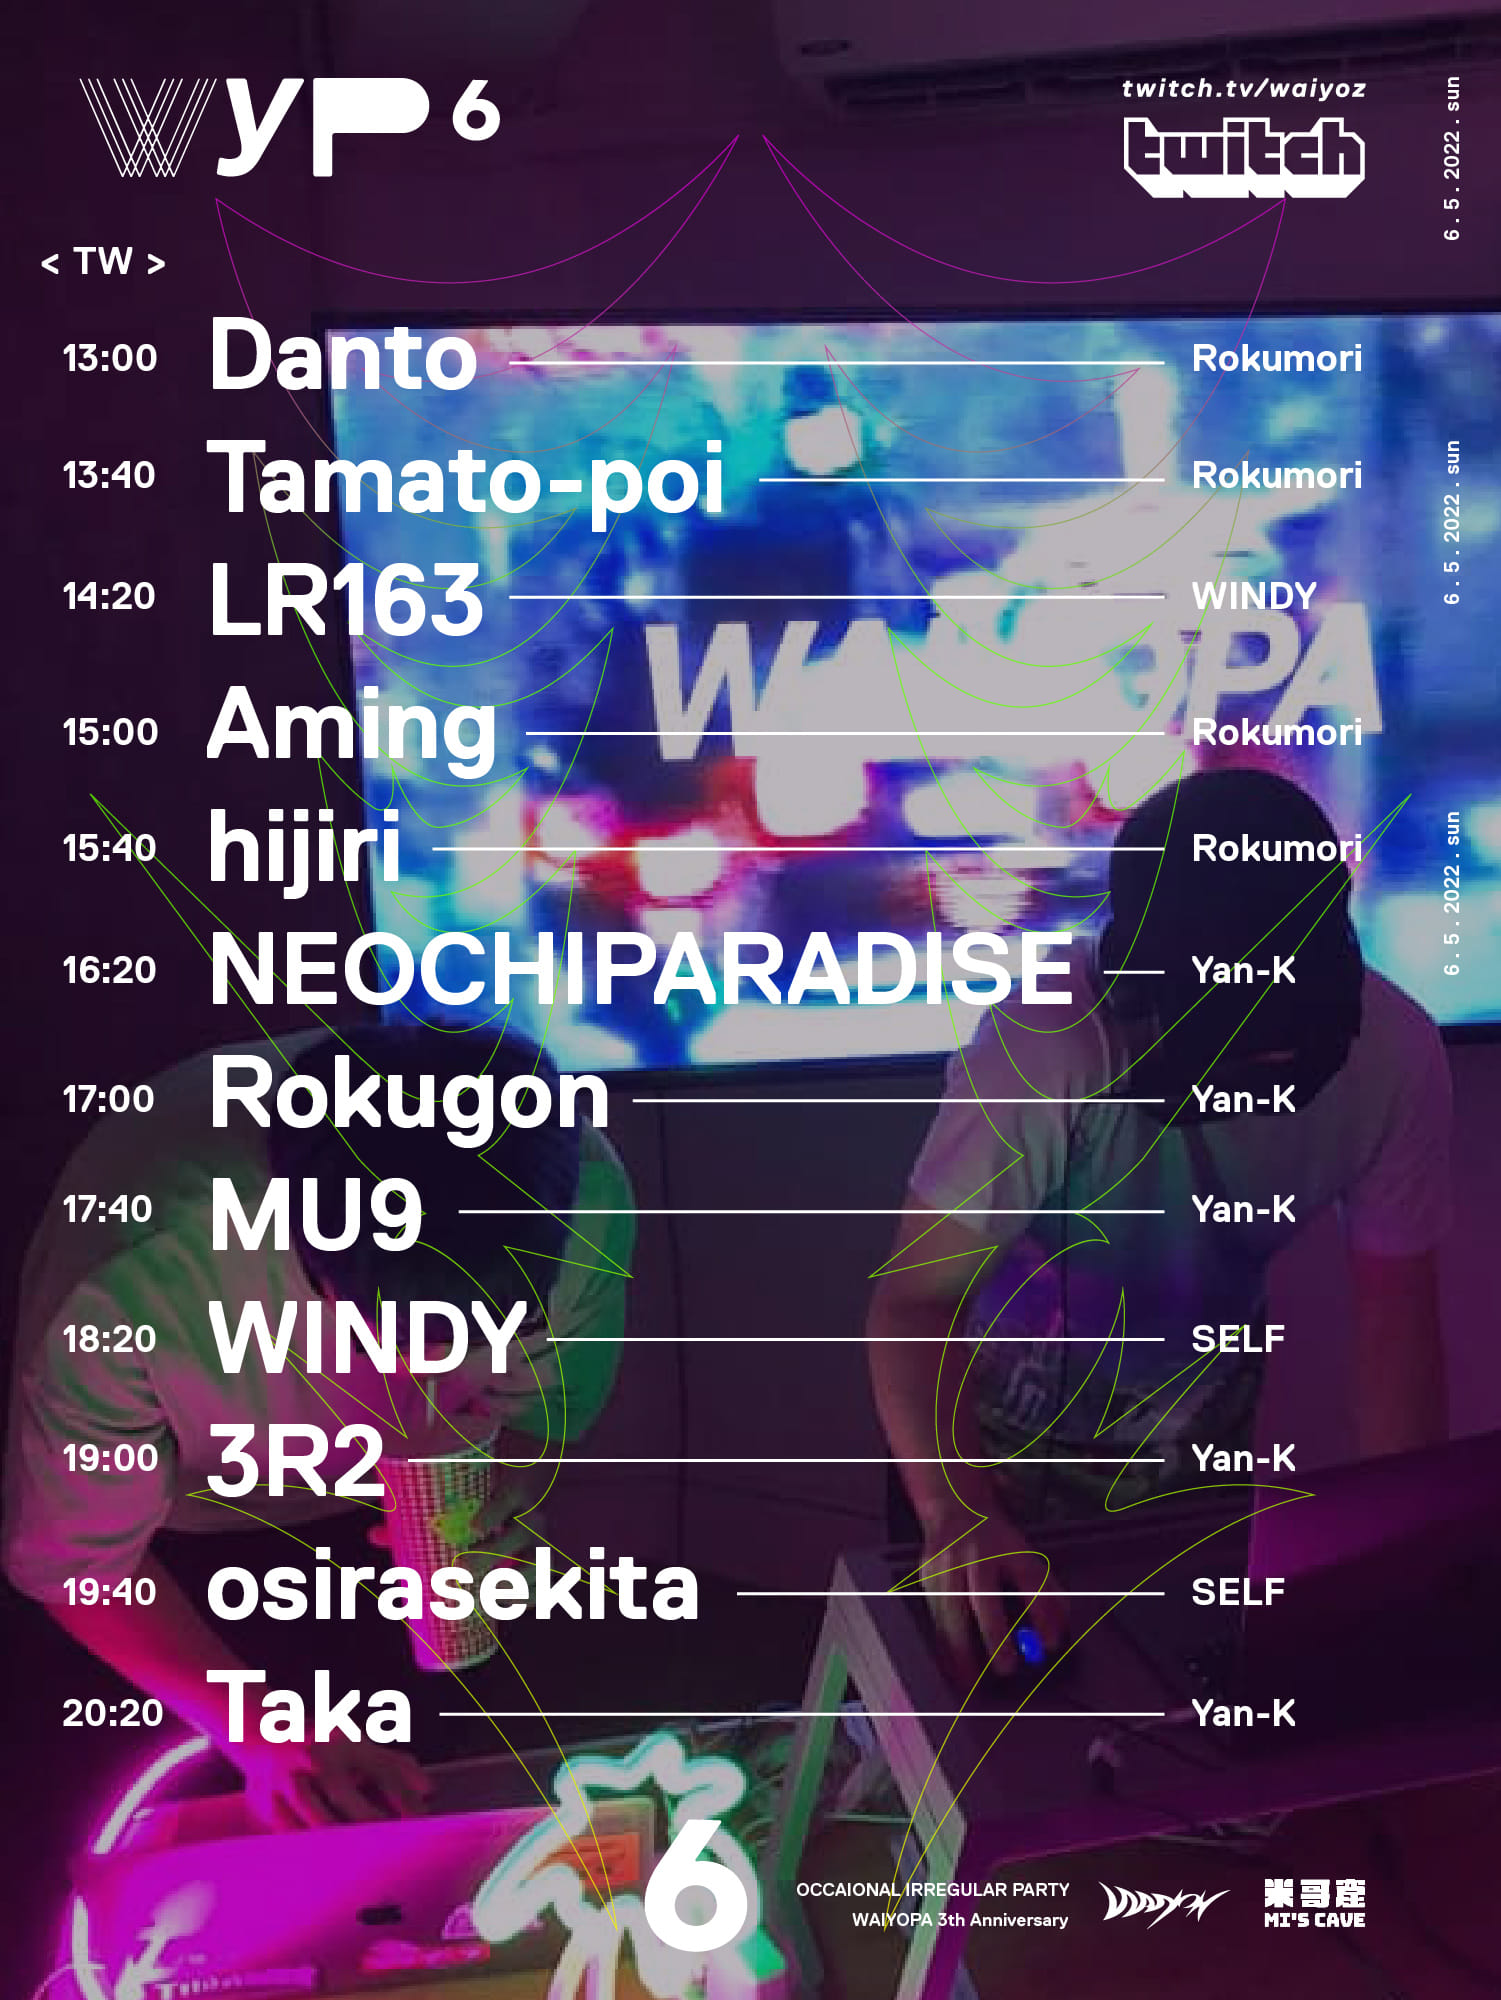 wyp 6
twitch.tv/waiyoz
twitch
6.5.2022.sun
< TW >
13:00 Danto Rokumori
13:40 Tamato-poi Rokumori
6.5.2022.sun
14:20 LR163 WINDY
WAIYOPA
15:00 Aming Rokumori
15:40 hijiri Rokumori
6.5.2022.sun
16:20 NEOCHIPARADISE Yan-K
17:00 Rokugon Yan-K
17:40 MU9 Yan-K
18:20 WINDY SELF
19:00 3R2 Yan-K
19:40 osirasekita SELF
20:20 Taka Yan-K
6
OCCAIONAL IRREGULAR PARTY
WAIYOPA 3th Anniversary
米哥産
MI'S CAVE